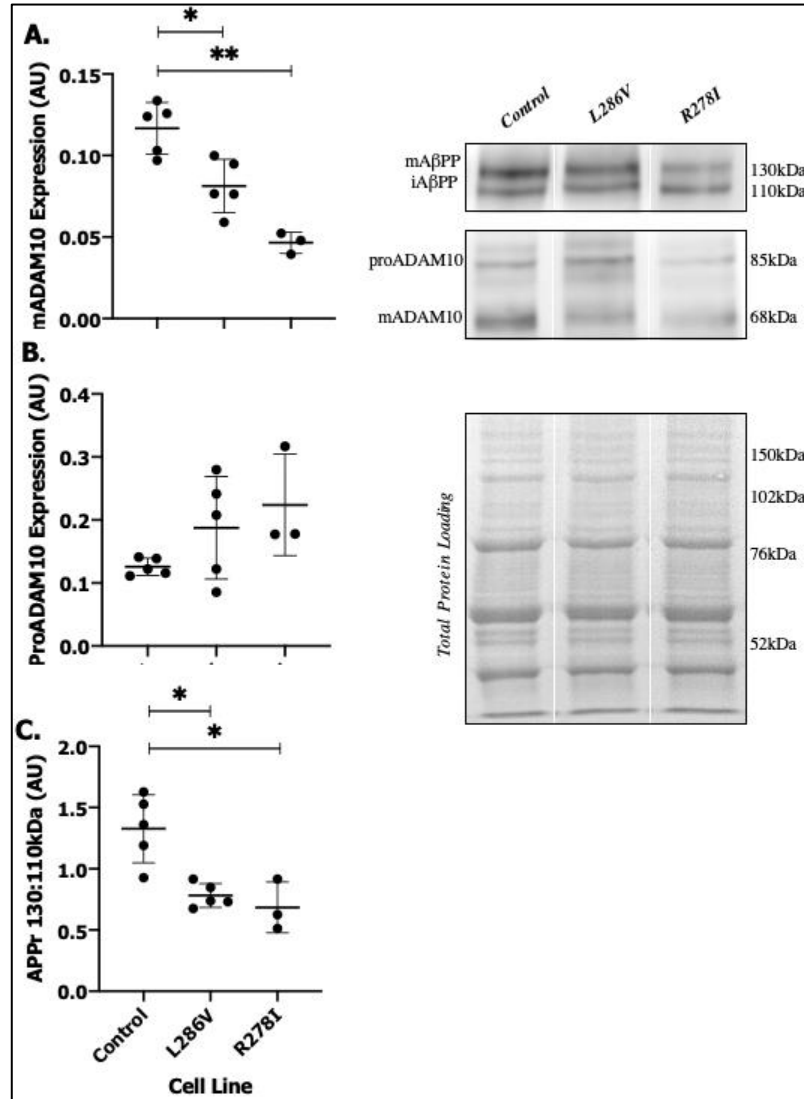 A.
*
**
mADAM10 Expression (AU)
0.15
0.10
0.05
0.00
Control
L286V
R278I
mAβPP
iAβPP
130kDa
110kDa
proADAM10
85kDa
mADAM10
68kDa
B.
ProADAM10 Expression (AU)
0.4
0.3
0.2
0.1
0.0
Total Protein Loading
150kDa
102kDa
76kDa
52kDa
C.
*
*
APPr 130:110kDa (AU)
2.0
1.5
1.0
0.5
0.0
Control
L286V
R278I
Cell Line